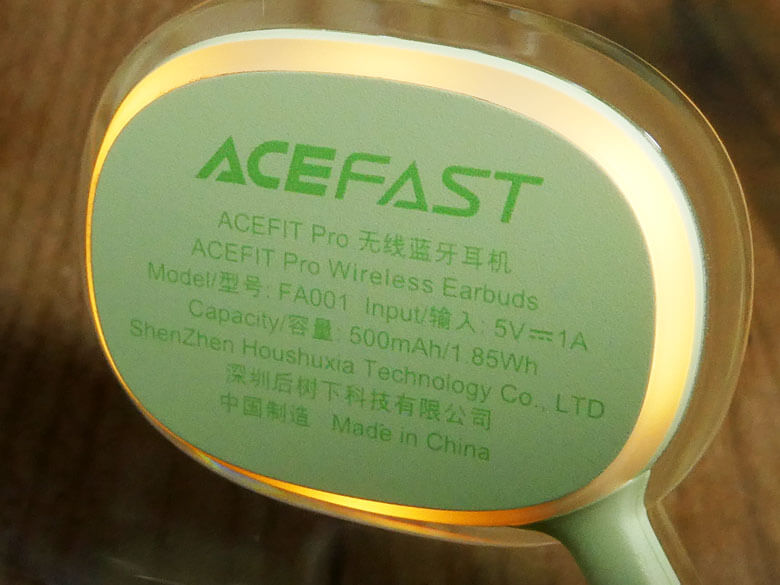 ACEFAST
ACEFIT Pro 无线蓝牙耳机
ACEFIT Pro Wireless Earbuds
Model/型号: FA001 Input/输入: 5V⎓1A
Capacity/容量: 500mAh/1.85Wh
ShenZhen Houshuxia Technology Co., LTD
深圳后树下科技有限公司
中国制造 Made in China